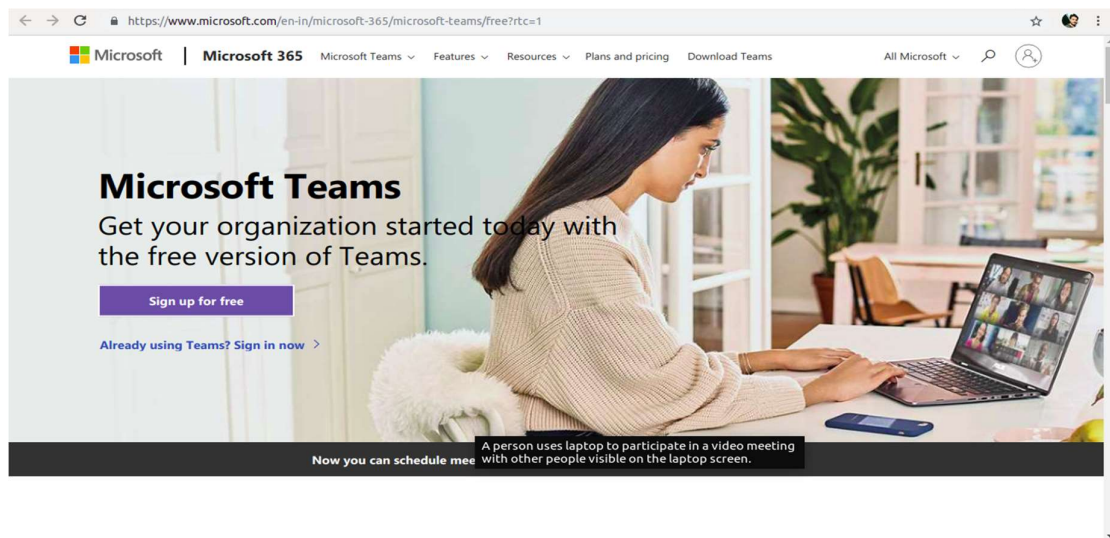 https://www.microsoft.com/en-in/microsoft-365/microsoft-teams/free?rtc=1
Microsoft | Microsoft 365 Microsoft Teams Features Resources Plans and pricing Download Teams All Microsoft
Microsoft Teams
Get your organization started today with
the free version of Teams.
Sign up for free
Already using Teams? Sign in now >
Now you can schedule mee
A person uses laptop to participate in a video meeting
with other people visible on the laptop screen.